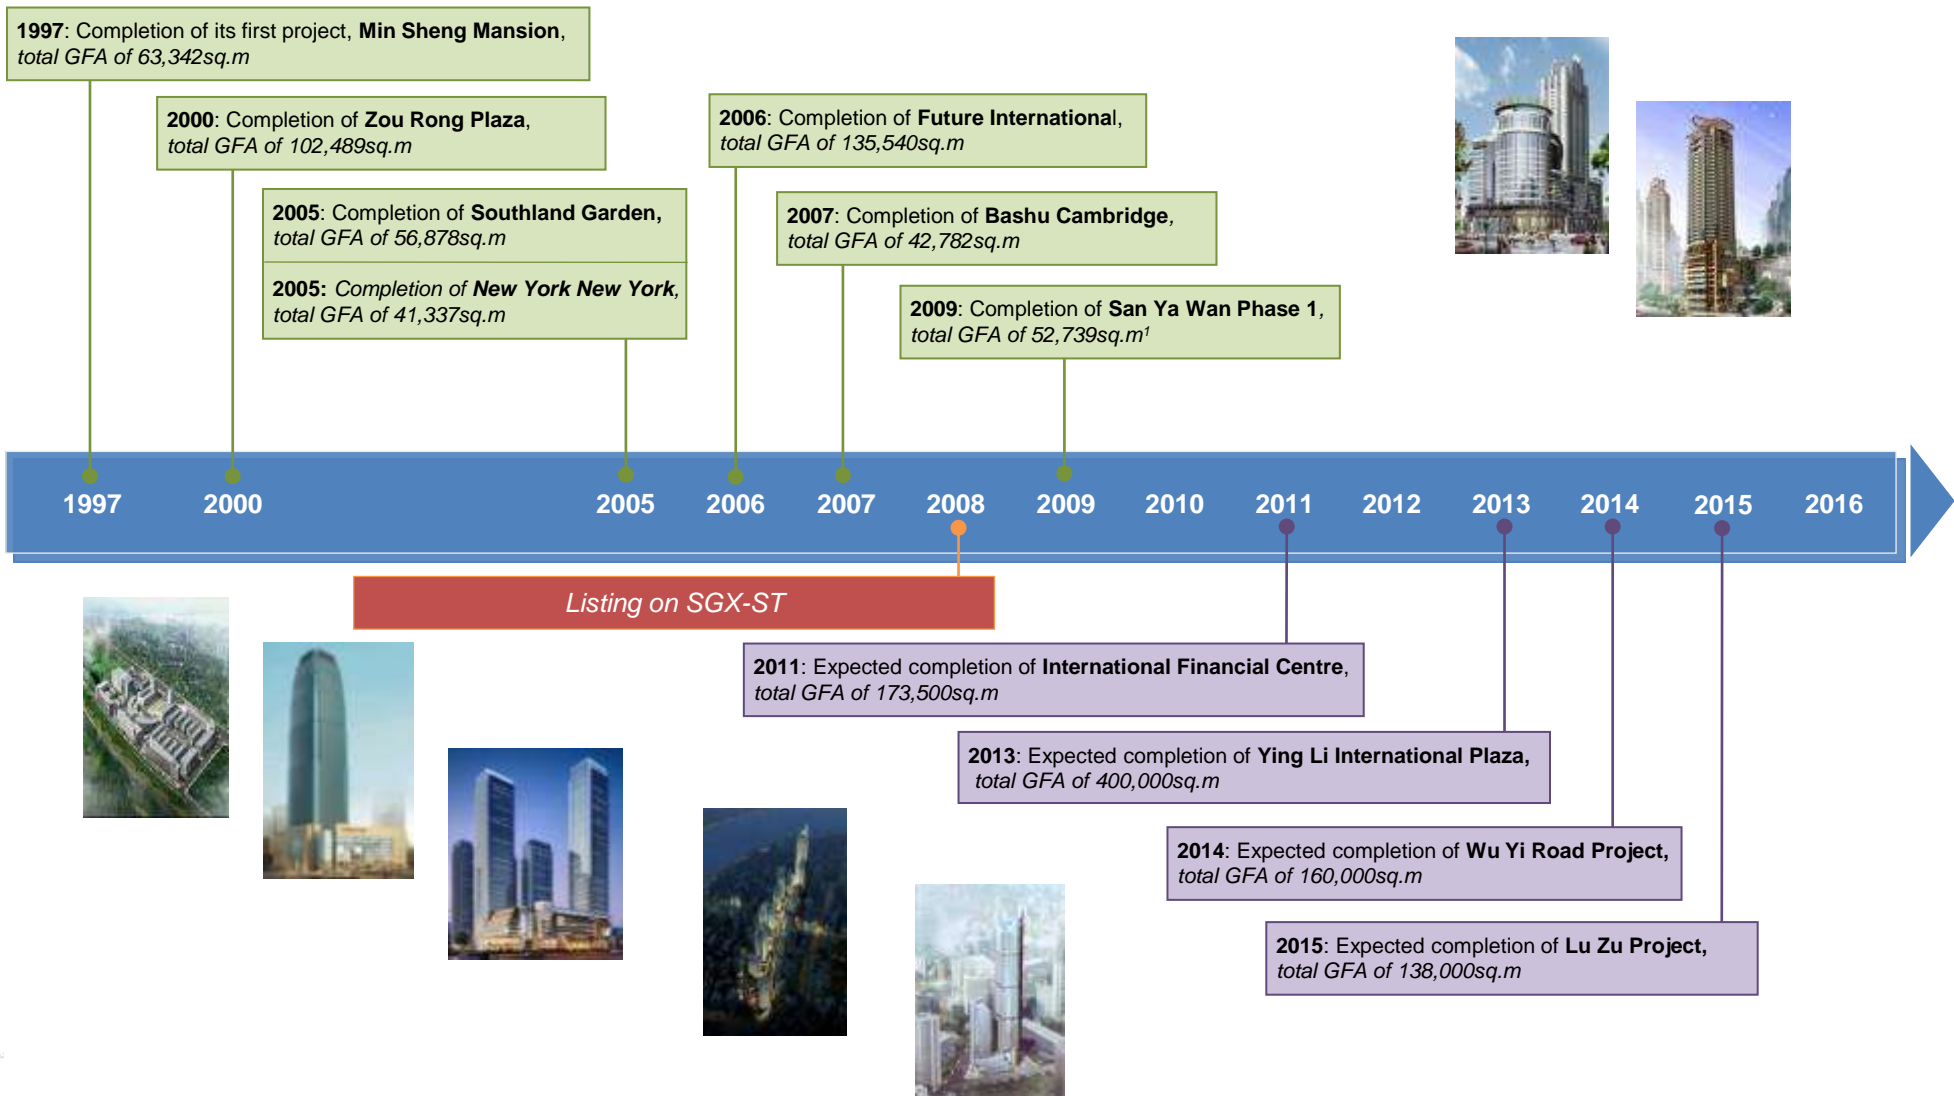 1997: Completion of its first project, Min Sheng Mansion,
total GFA of 63,342sq.m
2000: Completion of Zou Rong Plaza,
total GFA of 102,489sq.m
2005: Completion of Southland Garden,
total GFA of 56,878sq.m
2005: Completion of New York New York,
total GFA of 41,337sq.m
2006: Completion of Future International,
total GFA of 135,540sq.m
2007: Completion of Bashu Cambridge,
total GFA of 42,782sq.m
2009: Completion of San Ya Wan Phase 1,
total GFA of 52,739sq.m¹
1997 2000 2005 2006 2007 2008 2009 2010 2011 2012 2013 2014 2015 2016
Listing on SGX-ST
2011: Expected completion of International Financial Centre,
total GFA of 173,500sq.m
2013: Expected completion of Ying Li International Plaza,
total GFA of 400,000sq.m
2014: Expected completion of Wu Yi Road Project,
total GFA of 160,000sq.m
2015: Expected completion of Lu Zu Project,
total GFA of 138,000sq.m